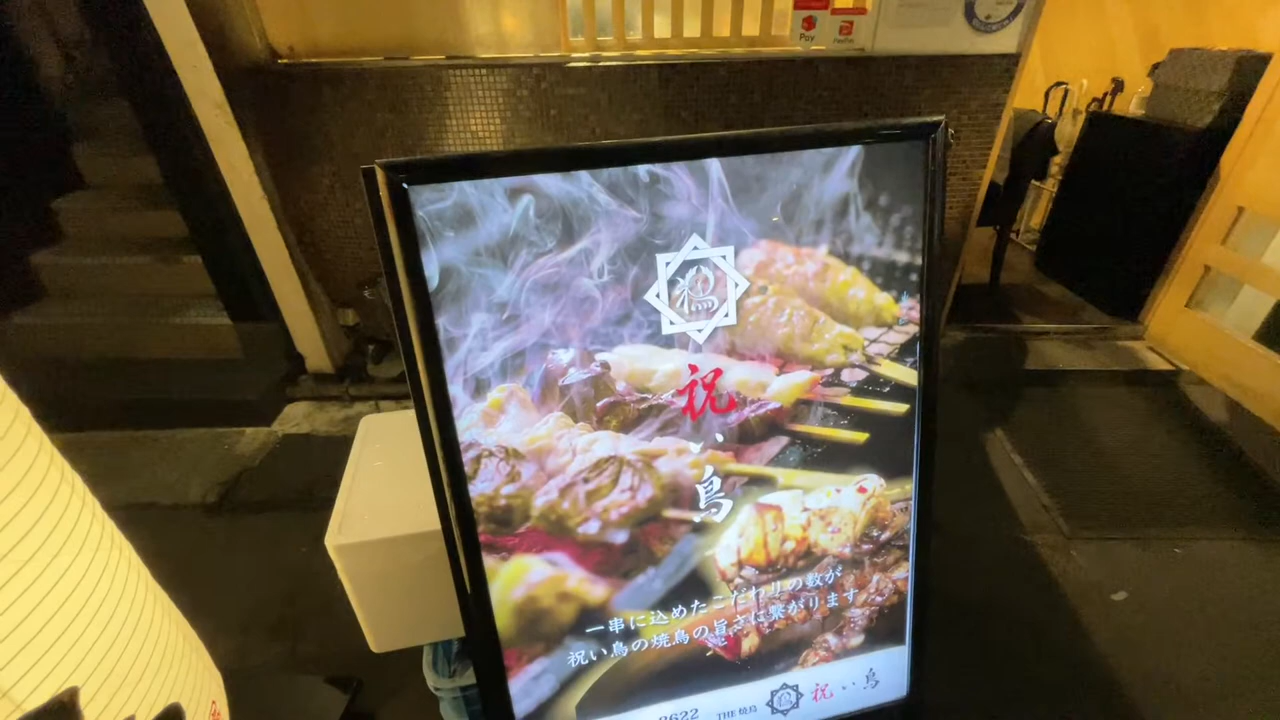 Pay
PayPay
祝い鳥
一串に込めたこだわりの数が
祝い鳥の焼鳥の旨さに繋がります
8622 THE 焼鳥 祝い鳥